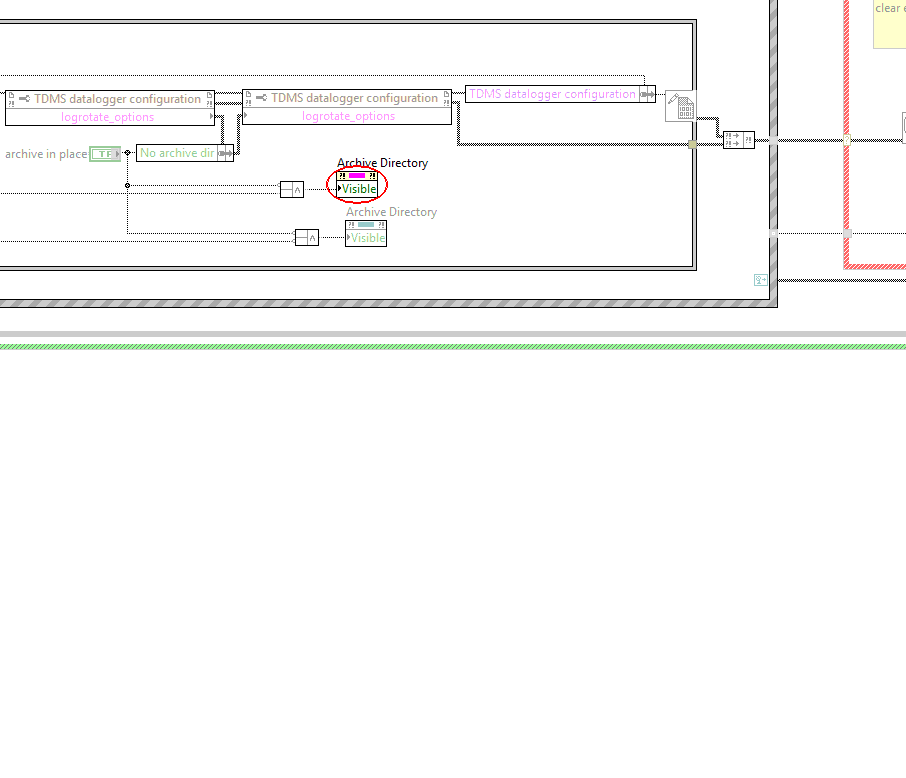 clear e
TDMS datalogger configuration
logrotate_options
TDMS datalogger configuration
logrotate_options
TDMS datalogger configuration
archive in place
TF
No archive dir
Archive Directory
Visible
A
Archive Directory
Visible
A